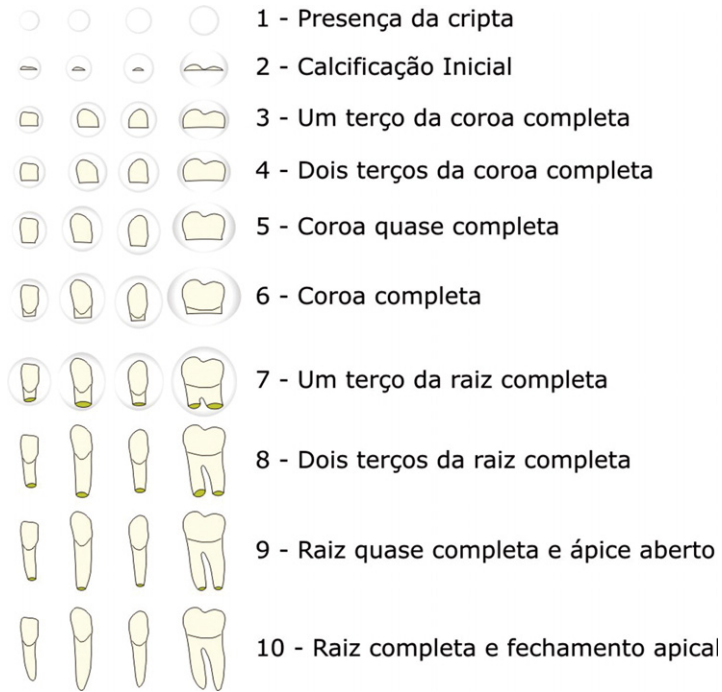 1 - Presença da cripta
2 - Calcificação Inicial
3 - Um terço da coroa completa
4 - Dois terços da coroa completa
5 - Coroa quase completa
6 - Coroa completa
7 - Um terço da raiz completa
8 - Dois terços da raiz completa
9 - Raiz quase completa e ápice aberto
10 - Raiz completa e fechamento apical